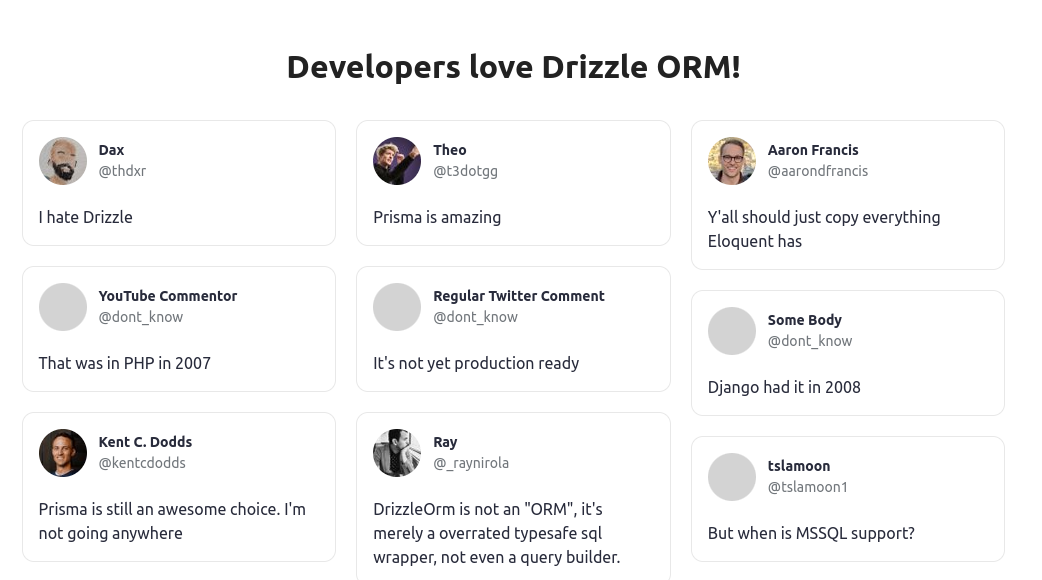 Developers love Drizzle ORM!
Dax
@thdxr
I hate Drizzle
Theo
@t3dotgg
Prisma is amazing
Aaron Francis
@aarondfrancis
Y'all should just copy everything
Eloquent has
YouTube Commentor
@dont_know
That was in PHP in 2007
Regular Twitter Comment
@dont_know
It's not yet production ready
Some Body
@dont_know
Django had it in 2008
Kent C. Dodds
@kentcdodds
Prisma is still an awesome choice. I'm
not going anywhere
Ray
@_raynirola
DrizzleOrm is not an "ORM", it's
merely a overrated typesafe sql
wrapper, not even a query builder.
tslamoon
@tslamoon1
But when is MSSQL support?